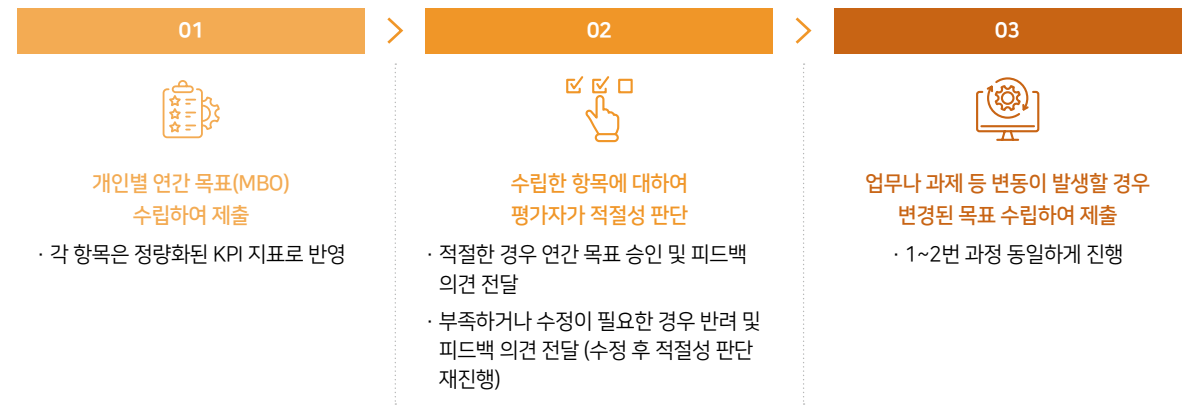 01
개인별 연간 목표(MBO)
수립하여 제출
· 각 항목은 정량화된 KPI 지표로 반영
02
수립한 항목에 대하여
평가자가 적절성 판단
· 적절한 경우 연간 목표 승인 및 피드백
의견 전달
· 부족하거나 수정이 필요한 경우 반려 및
피드백 의견 전달 (수정 후 적절성 판단
재진행)
03
업무나 과제 등 변동이 발생할 경우
변경된 목표 수립하여 제출
· 1~2번 과정 동일하게 진행